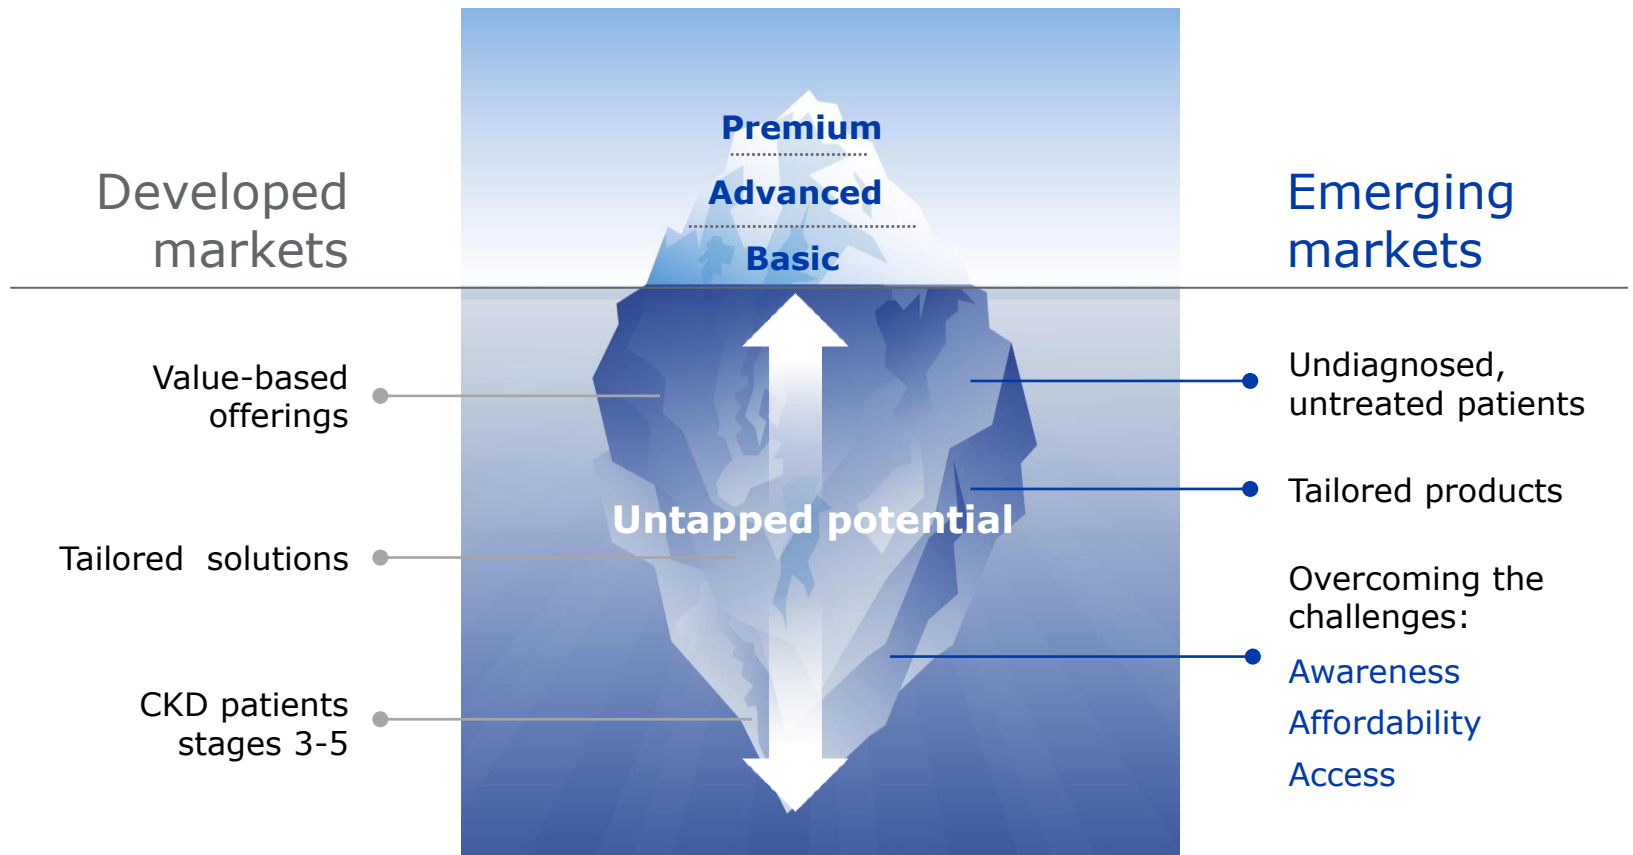 Premium
Advanced
Basic
Developed
markets
Emerging
markets
Value-based
offerings
Tailored  solutions
CKD patients
stages 3-5
Untapped potential
Undiagnosed,
untreated patients
Tailored products
Overcoming the
challenges:
Awareness
Affordability
Access